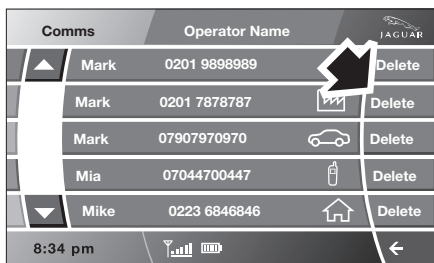 Comms Operator Name JAGUAR
Mark 0201 9898989 Delete
Mark 0201 7878787 Delete
Mark 07907970970 Delete
Mia 07044700447 Delete
Mike 0223 6846846 Delete
8:34 pm